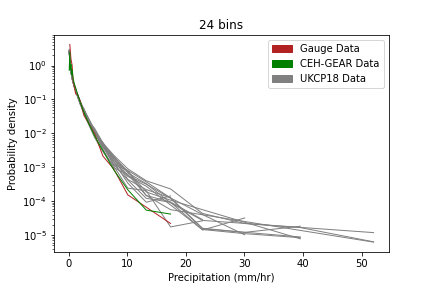 24 bins
Gauge Data
CEH-GEAR Data
UKCP18 Data
Probability density
10⁰
10⁻¹
10⁻²
10⁻³
10⁻⁴
10⁻⁵
0 10 20 30 40 50
Precipitation (mm/hr)